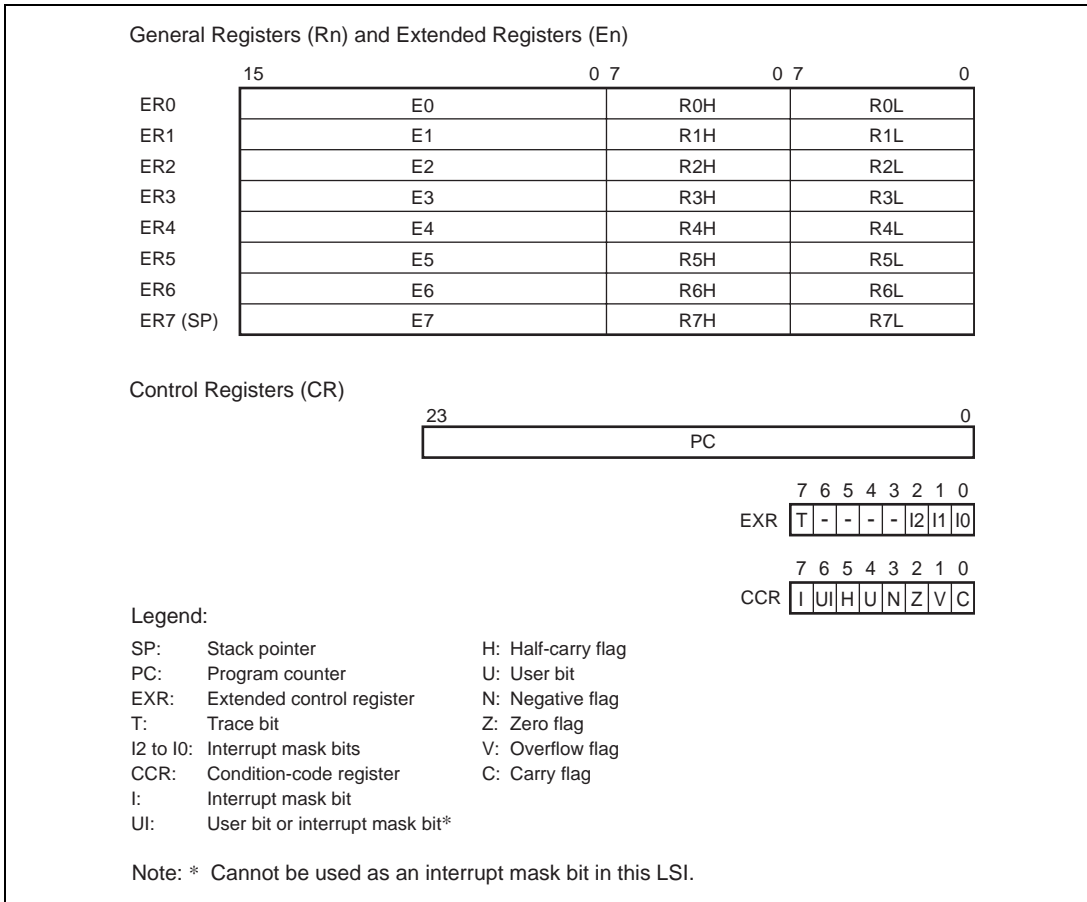 General Registers (Rn) and Extended Registers (En)
15 0 7 0 7 0
ER0 E0 R0H R0L
ER1 E1 R1H R1L
ER2 E2 R2H R2L
ER3 E3 R3H R3L
ER4 E4 R4H R4L
ER5 E5 R5H R5L
ER6 E6 R6H R6L
ER7 (SP) E7 R7H R7L
Control Registers (CR)
23 0
PC
7 6 5 4 3 2 1 0
EXR T - - - - I2 I1 I0
7 6 5 4 3 2 1 0
CCR I UI H U N Z V C
Legend:
SP: Stack pointer
PC: Program counter
EXR: Extended control register
T: Trace bit
I2 to I0: Interrupt mask bits
CCR: Condition-code register
I: Interrupt mask bit
UI: User bit or interrupt mask bit*
H: Half-carry flag
U: User bit
N: Negative flag
Z: Zero flag
V: Overflow flag
C: Carry flag
Note: * Cannot be used as an interrupt mask bit in this LSI.